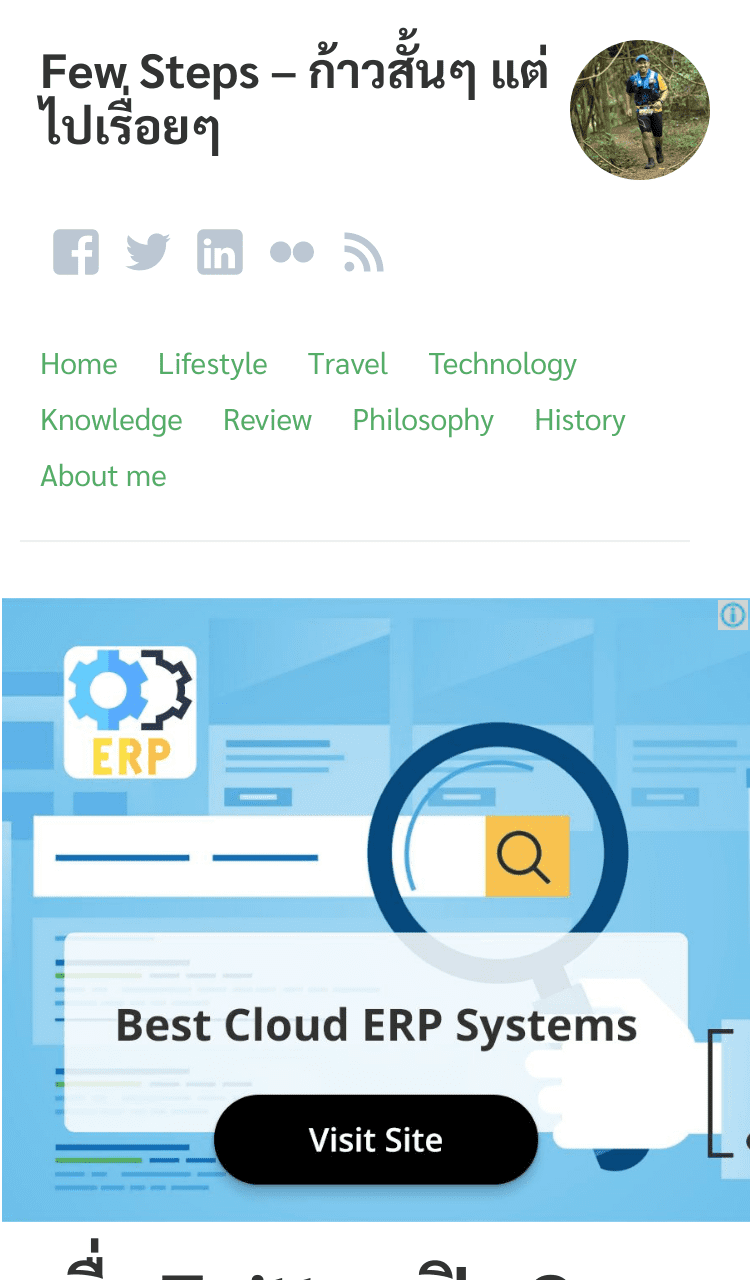 Few Steps – ก้าวสั้นๆ แต่
ไปเรื่อยๆ
Home Lifestyle Travel Technology
Knowledge Review Philosophy History
About me
ERP
Best Cloud ERP Systems
Visit Site